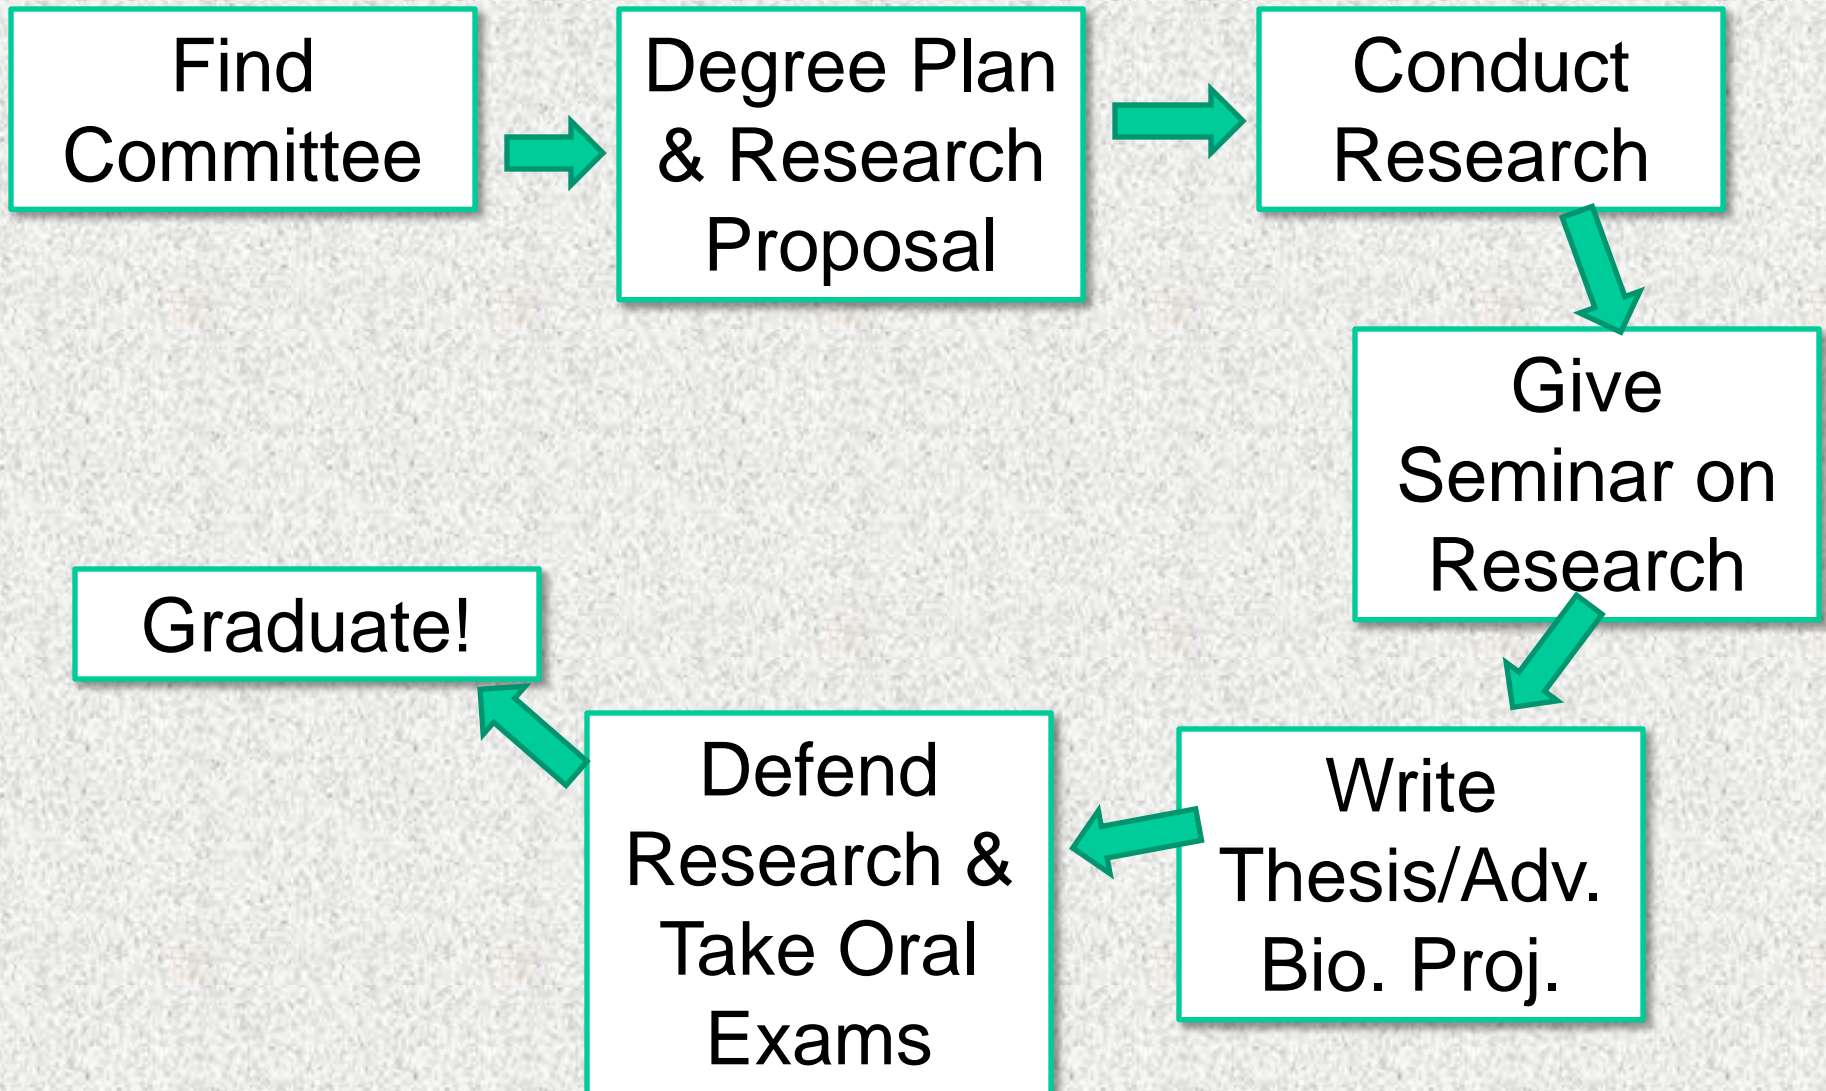 Find
Committee
Degree Plan
& Research
Proposal
Conduct
Research
Give
Seminar on
Research
Write
Thesis/Adv.
Bio. Proj.
Defend
Research &
Take Oral
Exams
Graduate!